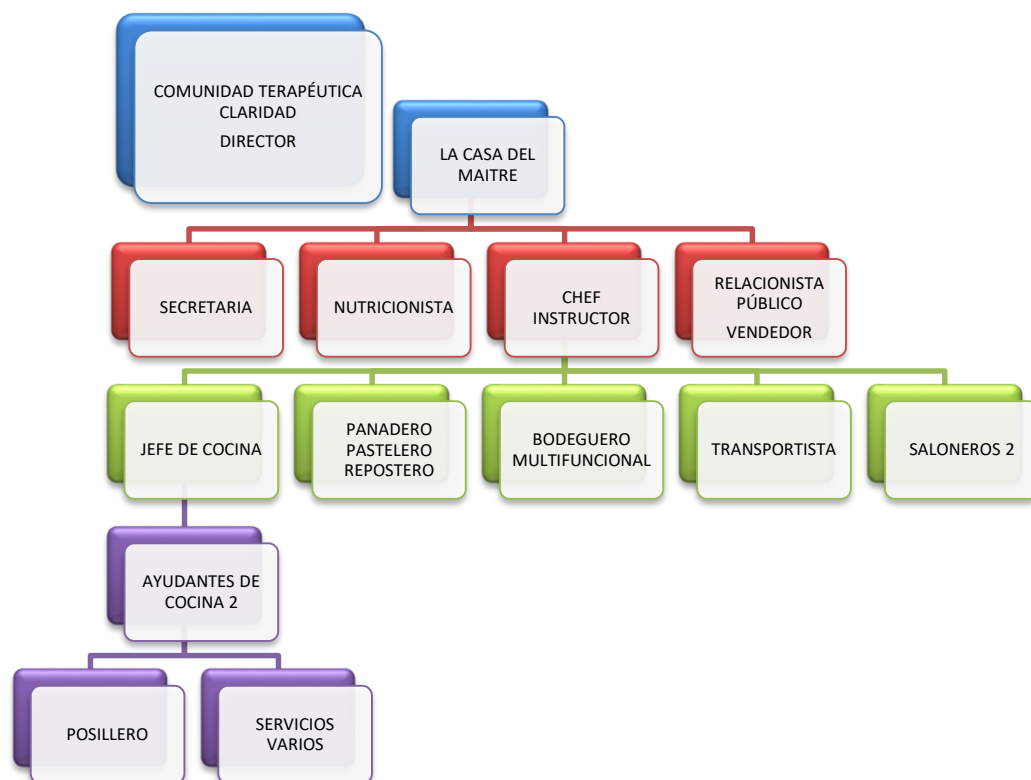 COMUNIDAD TERAPÉUTICA
CLARIDAD
DIRECTOR
LA CASA DEL
MAITRE
SECRETARIA
NUTRICIONISTA
CHEF
INSTRUCTOR
RELACIONISTA
PÚBLICO
VENDEDOR
JEFE DE COCINA
PANADERO
PASTELERO
REPOSTERO
BODEGUERO
MULTIFUNCIONAL
TRANSPORTISTA
SALONEROS 2
AYUDANTES DE
COCINA 2
POSILLERO
SERVICIOS
VARIOS